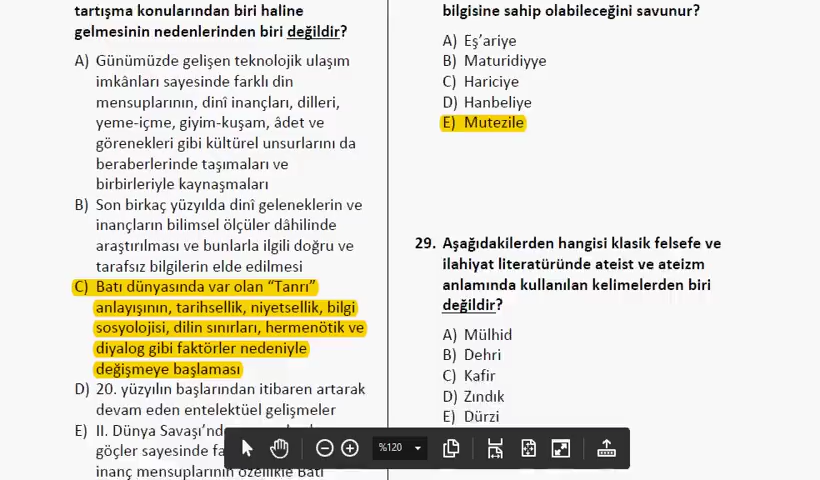 tartışma konularından biri haline
gelmesinin nedenlerinden biri değildir?
A) Günümüzde gelişen teknolojik ulaşım
imkânları sayesinde farklı din
mensuplarının, dinî inançları, dilleri,
yeme-içme, giyim-kuşam, âdet ve
görenekleri gibi kültürel unsurlarını da
beraberlerinde taşımaları ve
birbirleriyle kaynaşmaları
B) Son birkaç yüzyılda dinî geleneklerin ve
inançların bilimsel ölçüler dâhilinde
araştırılması ve bunlarla ilgili doğru ve
tarafsız bilgilerin elde edilmesi
C) Batı dünyasında var olan “Tanrı”
anlayışının, tarihsellik, niyetsellik, bilgi
sosyolojisi, dilin sınırları, hermenötik ve
diyalog gibi faktörler nedeniyle
değişmeye başlaması
D) 20. yüzyılın başlarından itibaren artarak
devam eden entelektüel gelişmeler
E) II. Dünya Savaşı’nd
göçler sayesinde fa
inanç mensuplarının özellikle Batı
bilgisine sahip olabileceğini savunur?
A) Eş’ariye
B) Maturidiyye
C) Hariciye
D) Hanbeliye
E) Mutezile
29. Aşağıdakilerden hangisi klasik felsefe ve
ilahiyat literatüründe ateist ve ateizm
anlamında kullanılan kelimelerden biri
değildir?
A) Mülhid
B) Dehri
C) Kafir
D) Zındık
E) Dürzi
%120